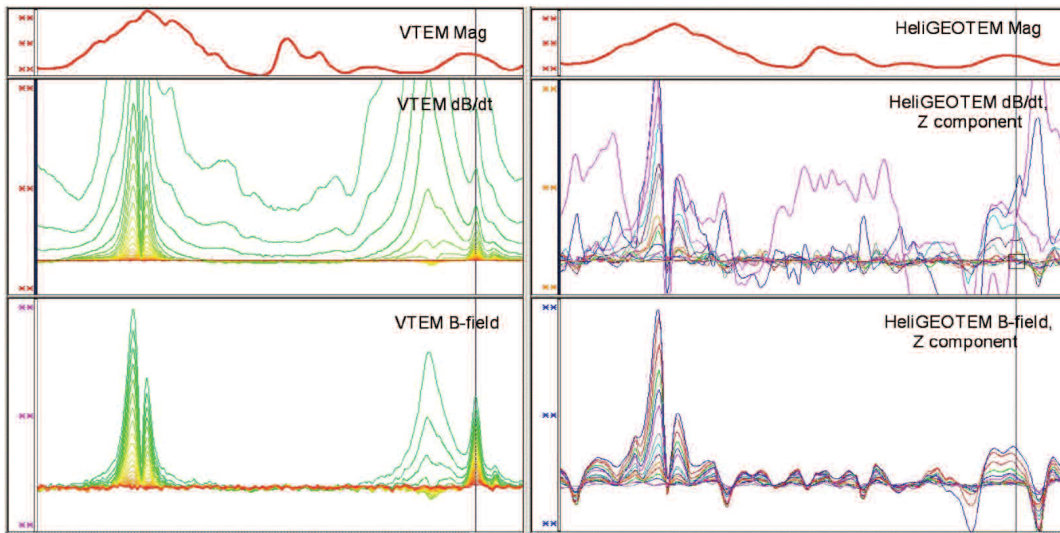 VTEM Mag
HeliGEOTEM Mag
VTEM dB/dt
HeliGEOTEM dB/dt,
Z component
VTEM B-field
HeliGEOTEM B-field,
Z component